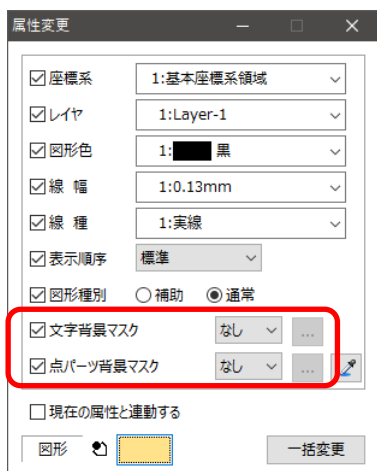 属性変更
座標系 1:基本座標系領域
レイヤ 1:Layer-1
図形色 1: 黒
線 幅 1:0.13mm
線 種 1:実線
表示順序 標準
図形種別 補助 通常
文字背景マスク なし ...
点パーツ背景マスク なし ...
現在の属性と連動する
図形 一括変更